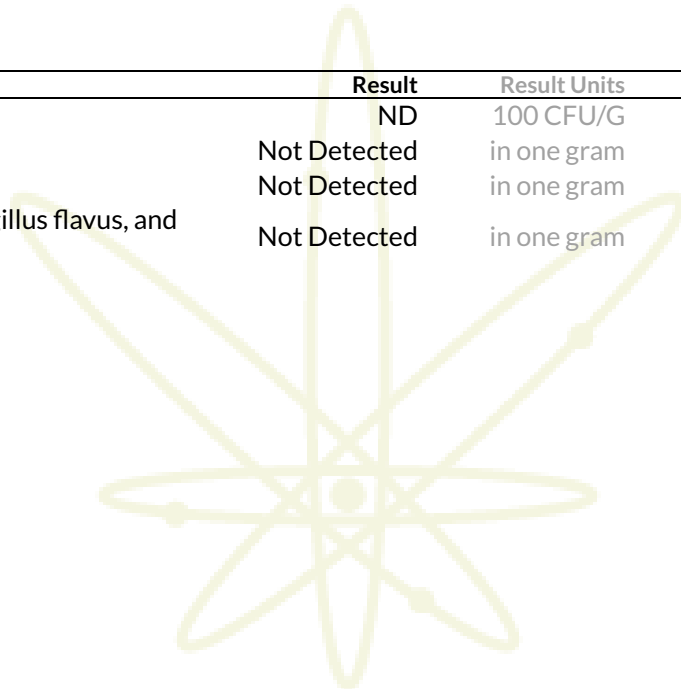 Result Result Units
ND 100 CFU/G
Not Detected in one gram
Not Detected in one gram
illus flavus, and
Not Detected in one gram